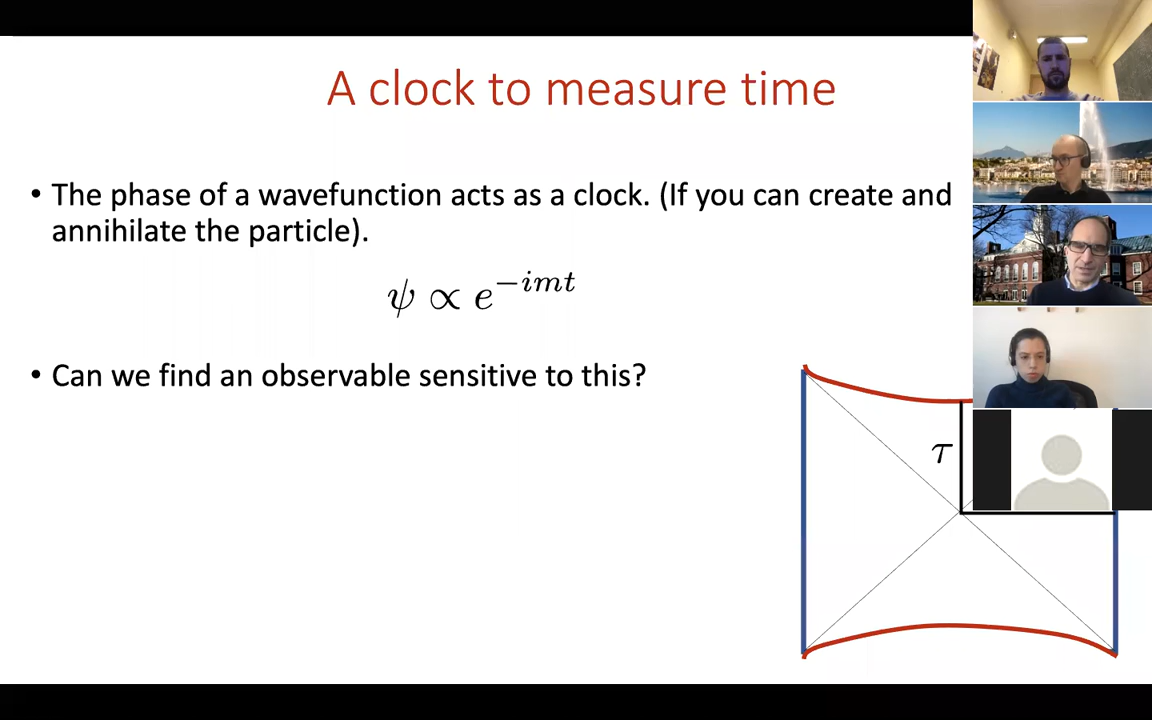 A clock to measure time
• The phase of a wavefunction acts as a clock. (If you can create and
annihilate the particle).
ψ ∝ e^{-imt}
• Can we find an observable sensitive to this?
τ